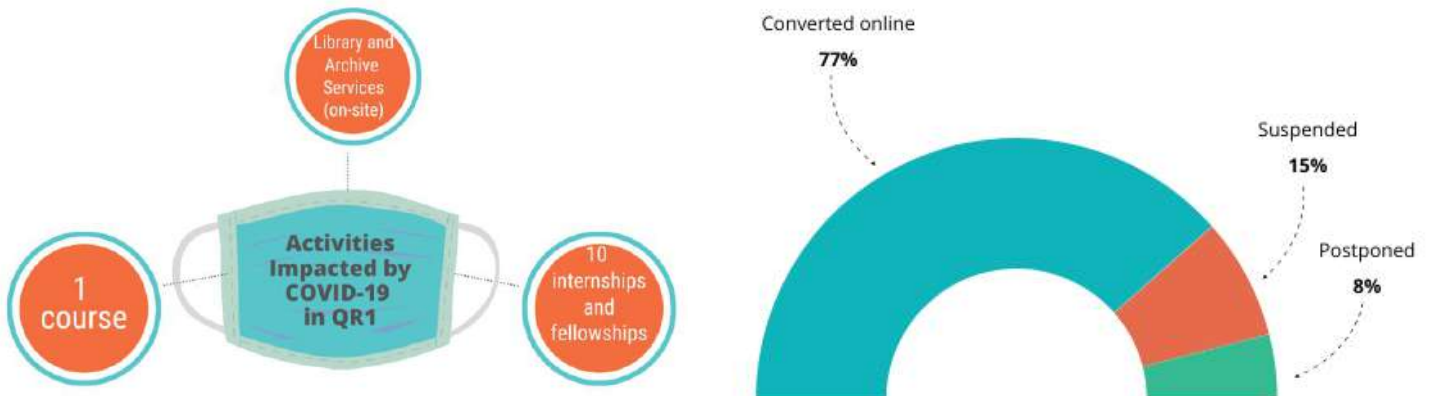 Library and
Archive
Services
(on-site)
Activities
Impacted by
COVID-19
in QR1
1
course
10
internships
and
fellowships
Converted online
77%
Suspended
15%
Postponed
8%